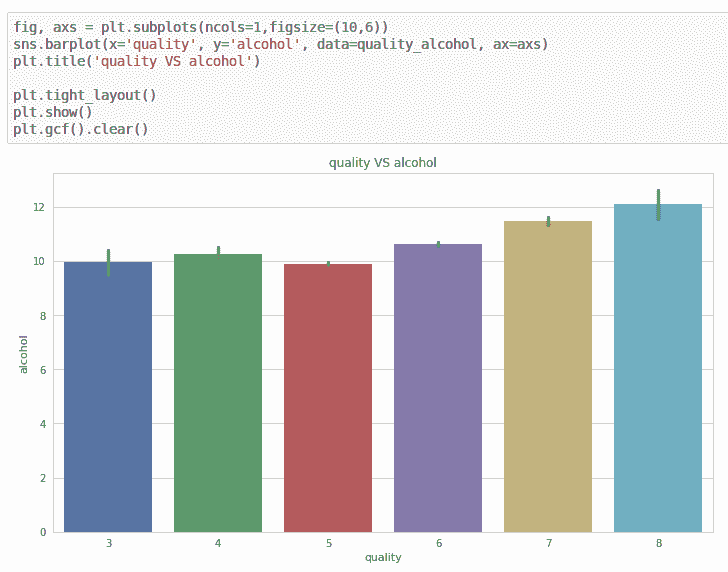 fig, axs = plt.subplots(ncols=1,figsize=(10,6))
sns.barplot(x='quality', y='alcohol', data=quality_alcohol, ax=axs)
plt.title('quality VS alcohol')
plt.tight_layout()
plt.show()
plt.gcf().clear()
quality VS alcohol
12
10
8
6
4
2
0
alcohol
3 4 5 6 7 8
quality